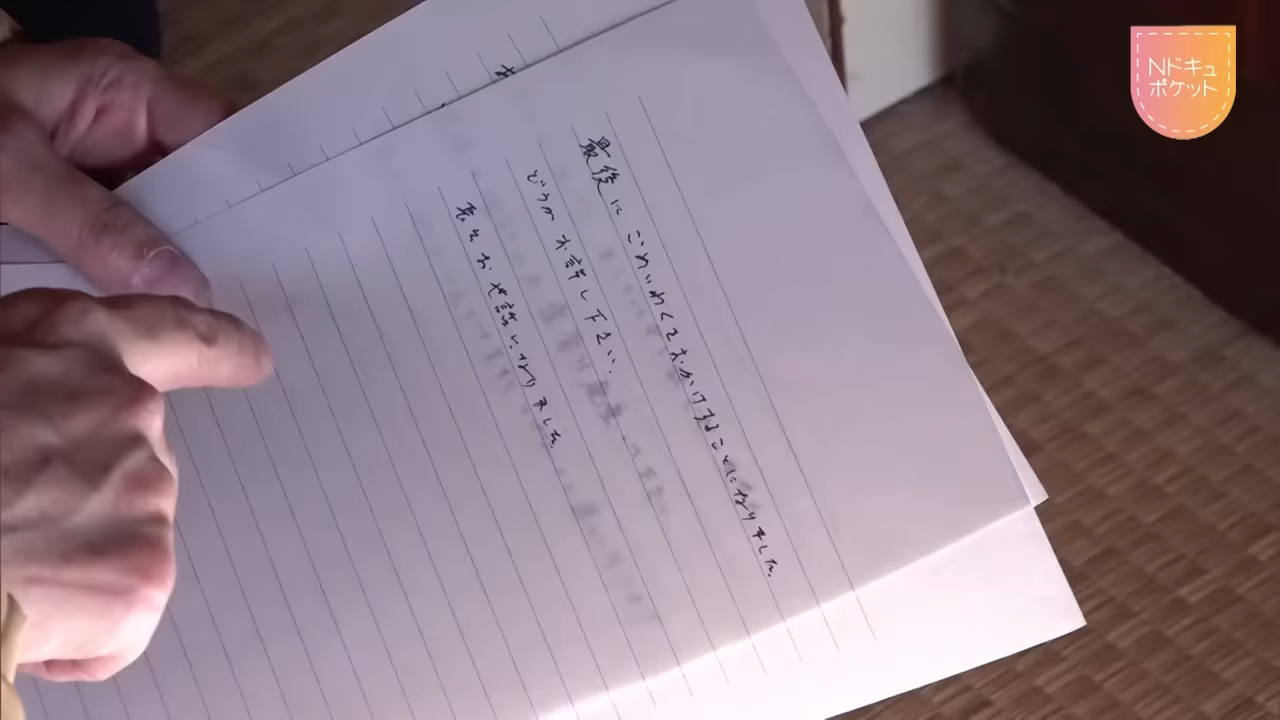 最後にごめいわくをおかけすることになりました。
どうかお許し下さい。
長々お世話になりました。
Nドキュ
ポケット